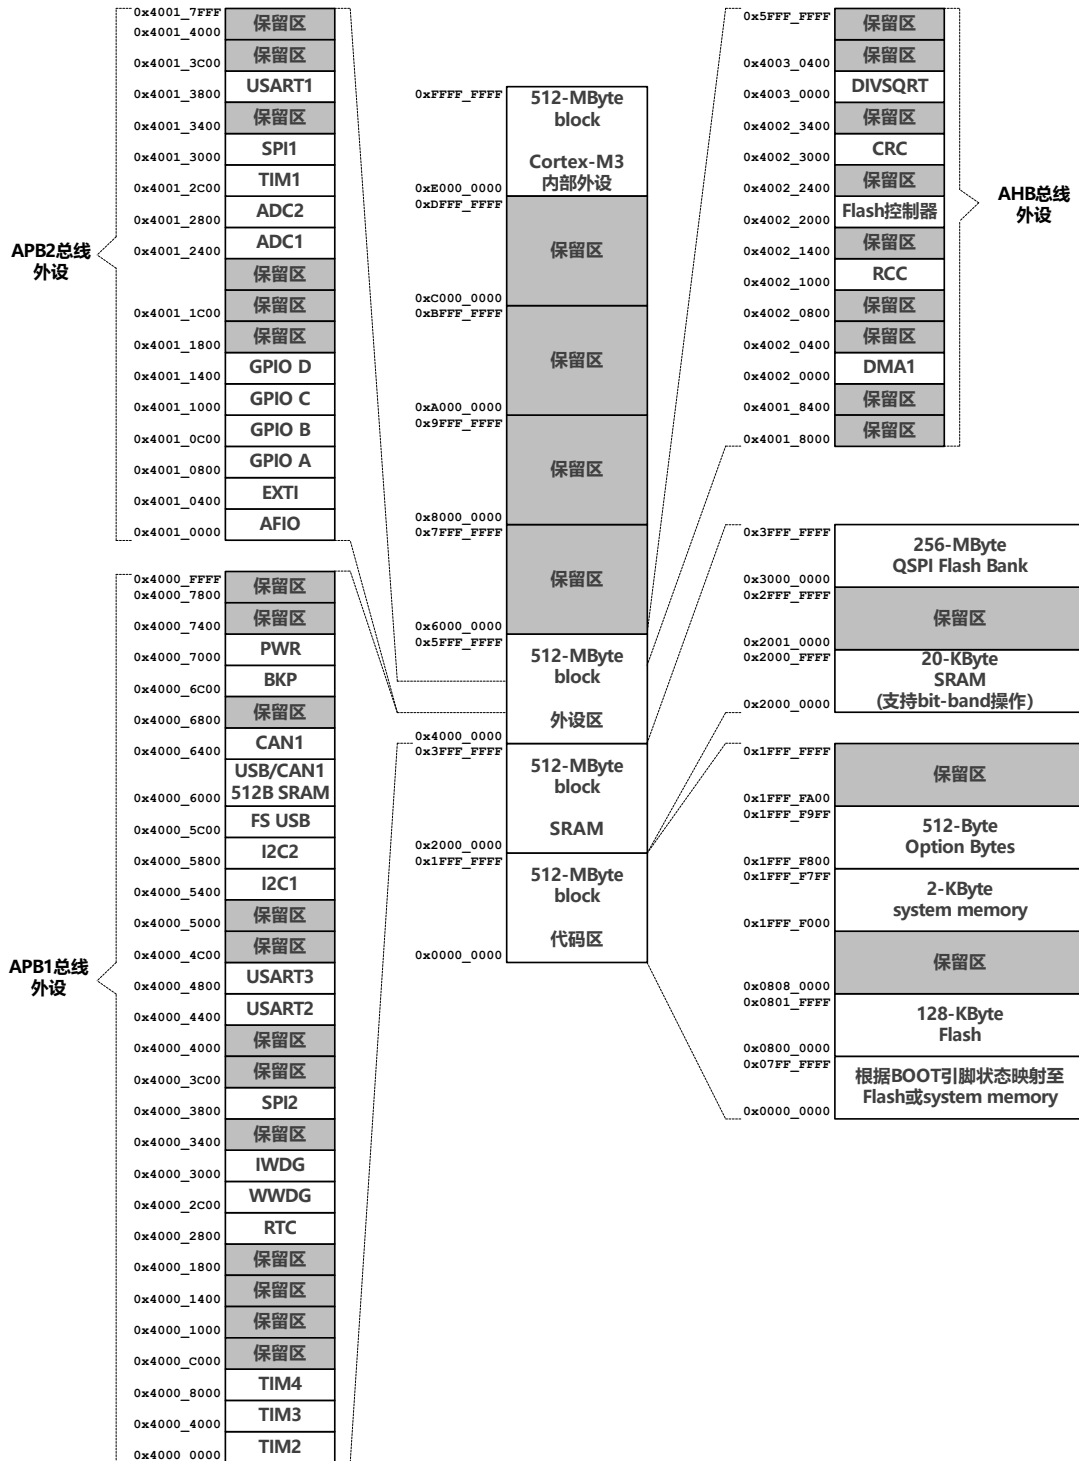 0x4001_7FFF
保留区
0x4001_4000
保留区
0x4001_3C00
USART1
0x4001_3800
保留区
0x4001_3400
SPI1
0x4001_3000
TIM1
0x4001_2C00
ADC2
0x4001_2800
ADC1
0x4001_2400
保留区
保留区
0x4001_1C00
保留区
0x4001_1800
GPIO D
0x4001_1400
GPIO C
0x4001_1000
GPIO B
0x4001_0C00
GPIO A
0x4001_0800
EXTI
0x4001_0400
AFIO
0x4001_0000
APB2总线
外设
0x4000_FFFF
保留区
0x4000_7800
保留区
0x4000_7400
PWR
0x4000_7000
BKP
0x4000_6C00
保留区
0x4000_6800
CAN1
0x4000_6400
USB/CAN1
512B SRAM
0x4000_6000
FS USB
0x4000_5C00
I2C2
0x4000_5800
I2C1
0x4000_5400
保留区
0x4000_5000
保留区
0x4000_4C00
USART3
0x4000_4800
USART2
0x4000_4400
保留区
0x4000_4000
保留区
0x4000_3C00
SPI2
0x4000_3800
保留区
0x4000_3400
IWDG
0x4000_3000
WWDG
0x4000_2C00
RTC
0x4000_2800
保留区
0x4000_1800
保留区
0x4000_1400
保留区
0x4000_1000
保留区
0x4000_C000
TIM4
0x4000_8000
TIM3
0x4000_4000
TIM2
0x4000_0000
APB1总线
外设
0xFFFF_FFFF
512-MByte
block
Cortex-M3
内部外设
0xE000_0000
0xDFFF_FFFF
保留区
0xC000_0000
0xBFFF_FFFF
保留区
0xA000_0000
0x9FFF_FFFF
保留区
0x8000_0000
0x7FFF_FFFF
保留区
0x6000_0000
0x5FFF_FFFF
512-MByte
block
外设区
0x4000_0000
0x3FFF_FFFF
512-MByte
block
SRAM
0x2000_0000
0x1FFF_FFFF
512-MByte
block
代码区
0x0000_0000
0x5FFF_FFFF
保留区
保留区
0x4003_0400
DIVSQRT
0x4003_0000
保留区
0x4002_3400
CRC
0x4002_3000
保留区
0x4002_2400
Flash控制器
0x4002_2000
保留区
0x4002_1400
RCC
0x4002_1000
保留区
0x4002_0800
保留区
0x4002_0400
DMA1
0x4002_0000
保留区
0x4001_8400
保留区
0x4001_8000
AHB总线
外设
0x3FFF_FFFF
256-MByte
QSPI Flash Bank
0x3000_0000
0x2FFF_FFFF
保留区
0x2001_0000
0x2000_FFFF
20-KByte
SRAM
(支持bit-band操作)
0x2000_0000
0x1FFF_FFFF
保留区
0x1FFF_FA00
0x1FFF_F9FF
512-Byte
Option Bytes
0x1FFF_F800
0x1FFF_F7FF
2-KByte
system memory
0x1FFF_F000
保留区
0x0808_0000
0x0801_FFFF
128-KByte
Flash
0x0800_0000
0x07FF_FFFF
根据BOOT引脚状态映射至
Flash或system memory
0x0000_0000